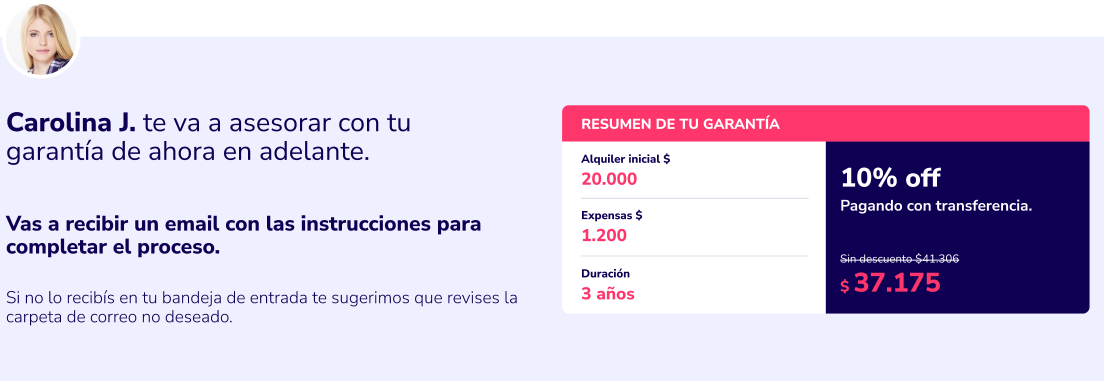 Carolina J. te va a asesorar con tu
garantía de ahora en adelante.
Vas a recibir un email con las instrucciones para
completar el proceso.
Si no lo recibís en tu bandeja de entrada te sugerimos que revises la
carpeta de correo no deseado.
RESUMEN DE TU GARANTÍA
Alquiler inicial $
20.000
Expensas $
1.200
Duración
3 años
10% off
Pagando con transferencia.
Sin descuento $41.306
$ 37.175